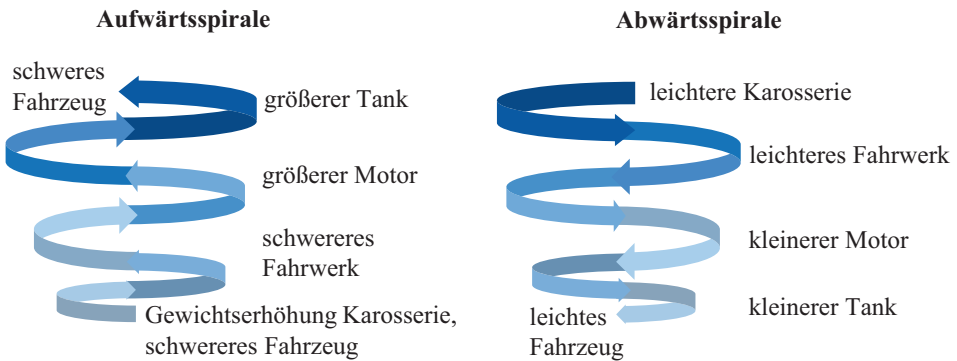 Aufwärtsspirale
schweres
Fahrzeug
größerer Tank
größerer Motor
schwereres
Fahrwerk
Gewichtserhöhung Karosserie,
schwereres Fahrzeug
Abwärtsspirale
leichtere Karosserie
leichteres Fahrwerk
kleinerer Motor
kleinerer Tank
leichtes
Fahrzeug